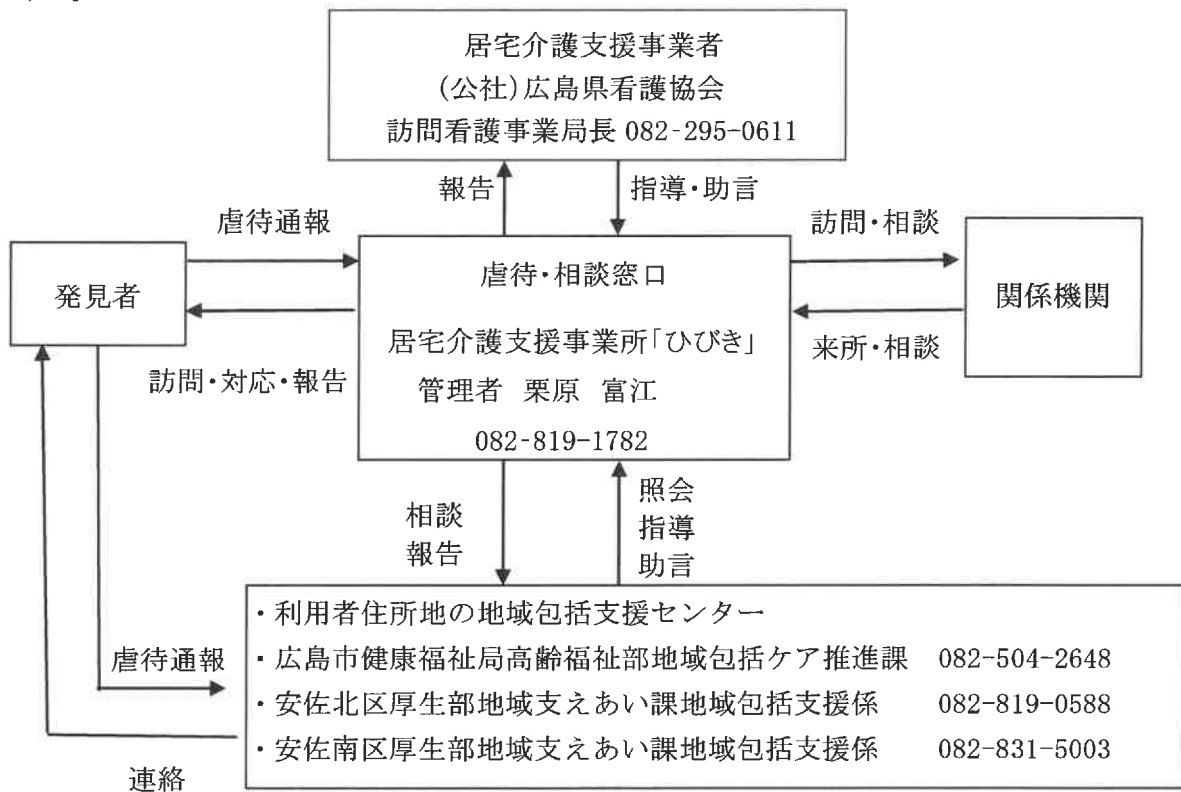 居宅介護支援事業者
(公社)広島県看護協会
訪問看護事業局長 082-295-0611
報告
指導・助言
虐待通報
訪問・相談
発見者
虐待・相談窓口
居宅介護支援事業所「ひびき」
管理者 栗原 富江
082-819-1782
関係機関
訪問・対応・報告
来所・相談
相談
報告
照会
指導
助言
虐待通報
連絡
・利用者住所地の地域包括支援センター
・広島市健康福祉局高齢福祉部地域包括ケア推進課 082-504-2648
・安佐北区厚生部地域支えあい課地域包括支援係 082-819-0588
・安佐南区厚生部地域支えあい課地域包括支援係 082-831-5003